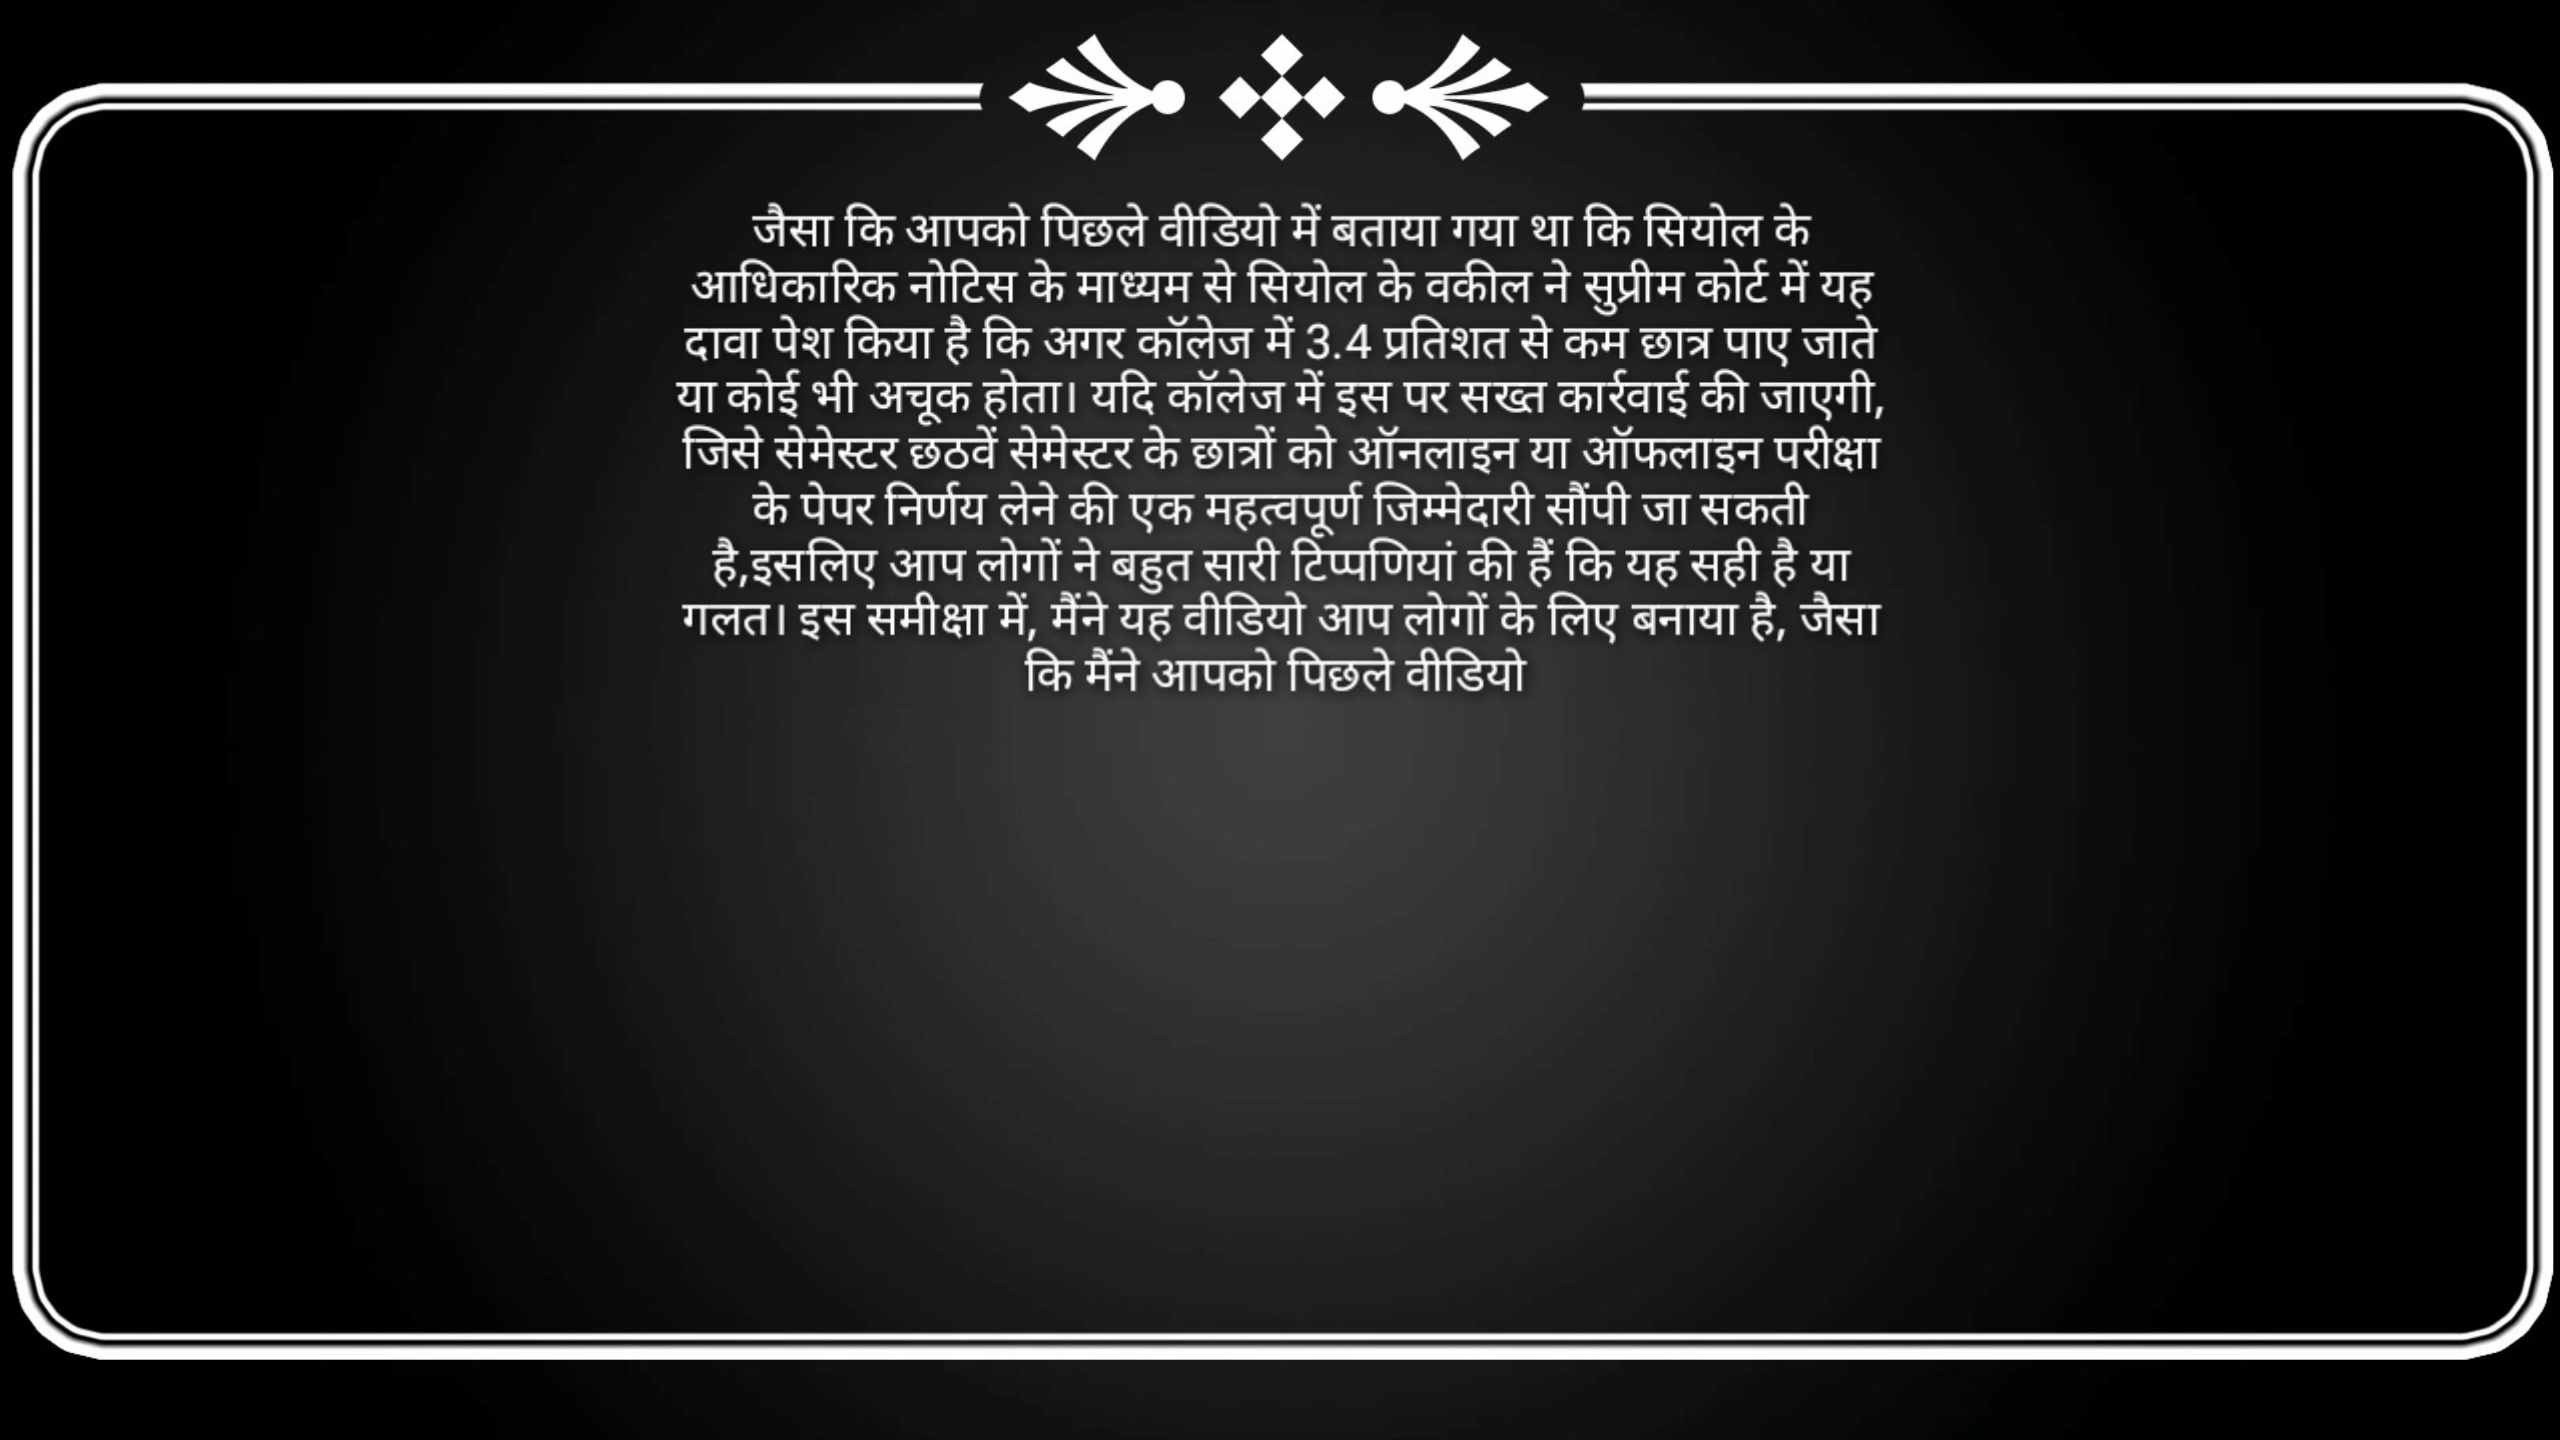 जैसा कि आपको पिछले वीडियो में बताया गया था कि सियोल के
आधिकारिक नोटिस के माध्यम से सियोल के वकील ने सुप्रीम कोर्ट में यह
दावा पेश किया है कि अगर कॉलेज में 3.4 प्रतिशत से कम छात्र पाए जाते
या कोई भी अचूक होता। यदि कॉलेज में इस पर सख्त कार्रवाई की जाएगी,
जिसे सेमेस्टर छठवें सेमेस्टर के छात्रों को ऑनलाइन या ऑफलाइन परीक्षा
के पेपर निर्णय लेने की एक महत्वपूर्ण जिम्मेदारी सौंपी जा सकती
है,इसलिए आप लोगों ने बहुत सारी टिप्पणियां की हैं कि यह सही है या
गलत। इस समीक्षा में, मैंने यह वीडियो आप लोगों के लिए बनाया है, जैसा
कि मैंने आपको पिछले वीडियो